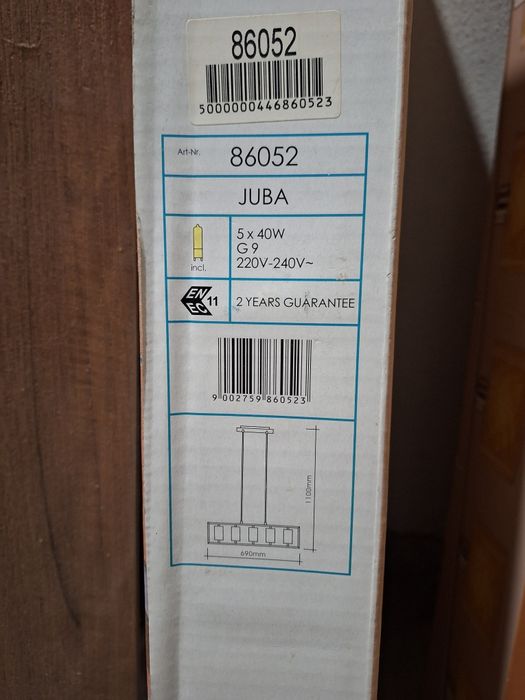 86052
5000000446860523
Art-Nr. 86052
JUBA
5 x 40W
G 9
220V-240V~
incl.
EN
EC 11
2 YEARS GUARANTEE
9 002759 860523
1100mm
690mm